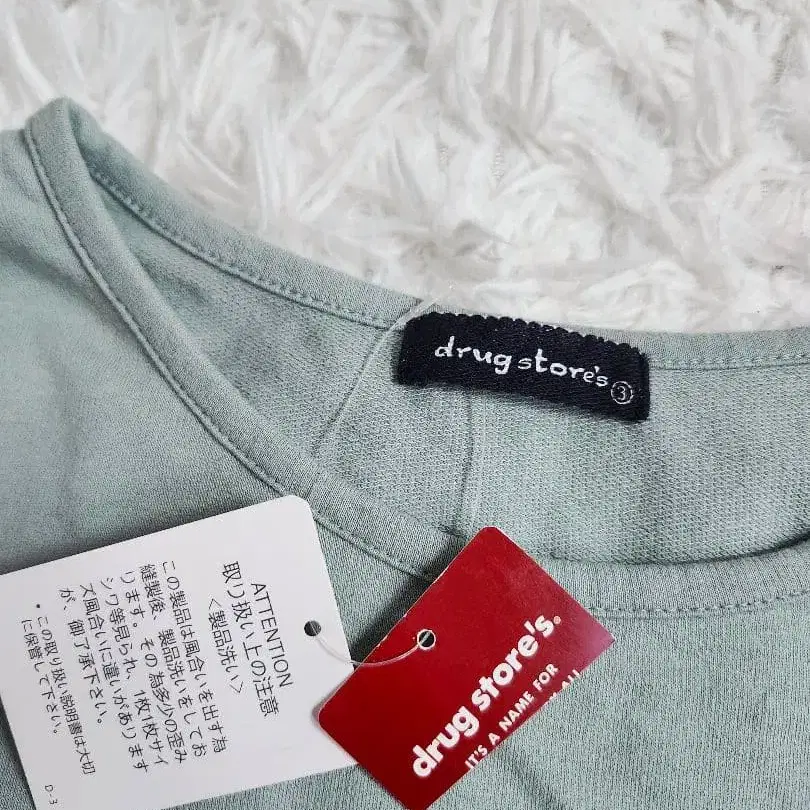 drug store's ③
ATTENTION
取り扱い上の注意
<製品洗い>
この製品は風合いを出す為
縫製後、製品洗いをしてお
ります。その為多少の歪み
シワ等見られ、1枚1枚サイ
ズ風合いに違いがあります
が、御了承下さい。
・この取り扱い説明書は大切
に保管して下さい。
D-3
drug store's.
IT'S A NAME FOR
ALL